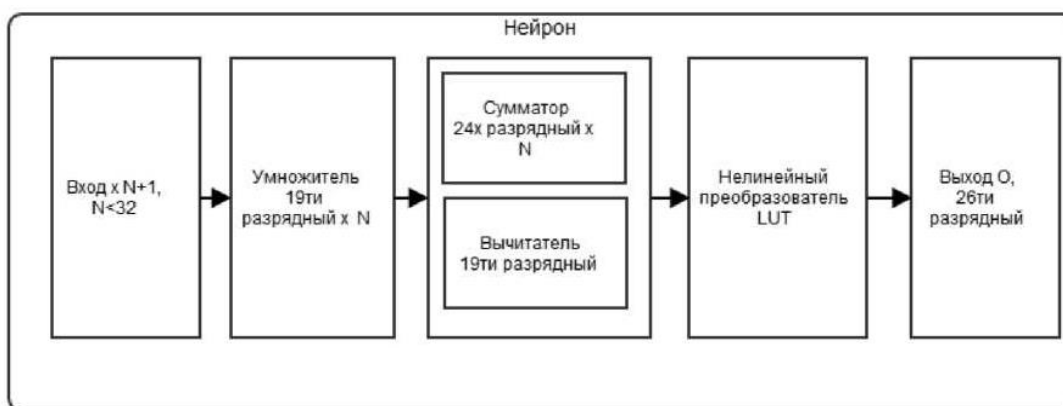 Нейрон
Вход x N+1,
N<32
Умножитель
19ти
разрядный x N
Сумматор
24х разрядный x
N
Вычитатель
19ти разрядный
Нелинейный
преобразователь
LUT
Выход O,
26ти
разрядный